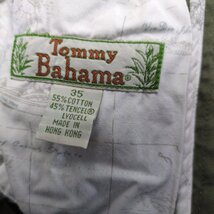 Tommy
Bahama
35
55% COTTON
45% TENCEL
LYOCELL
MADE IN
HONG KONG